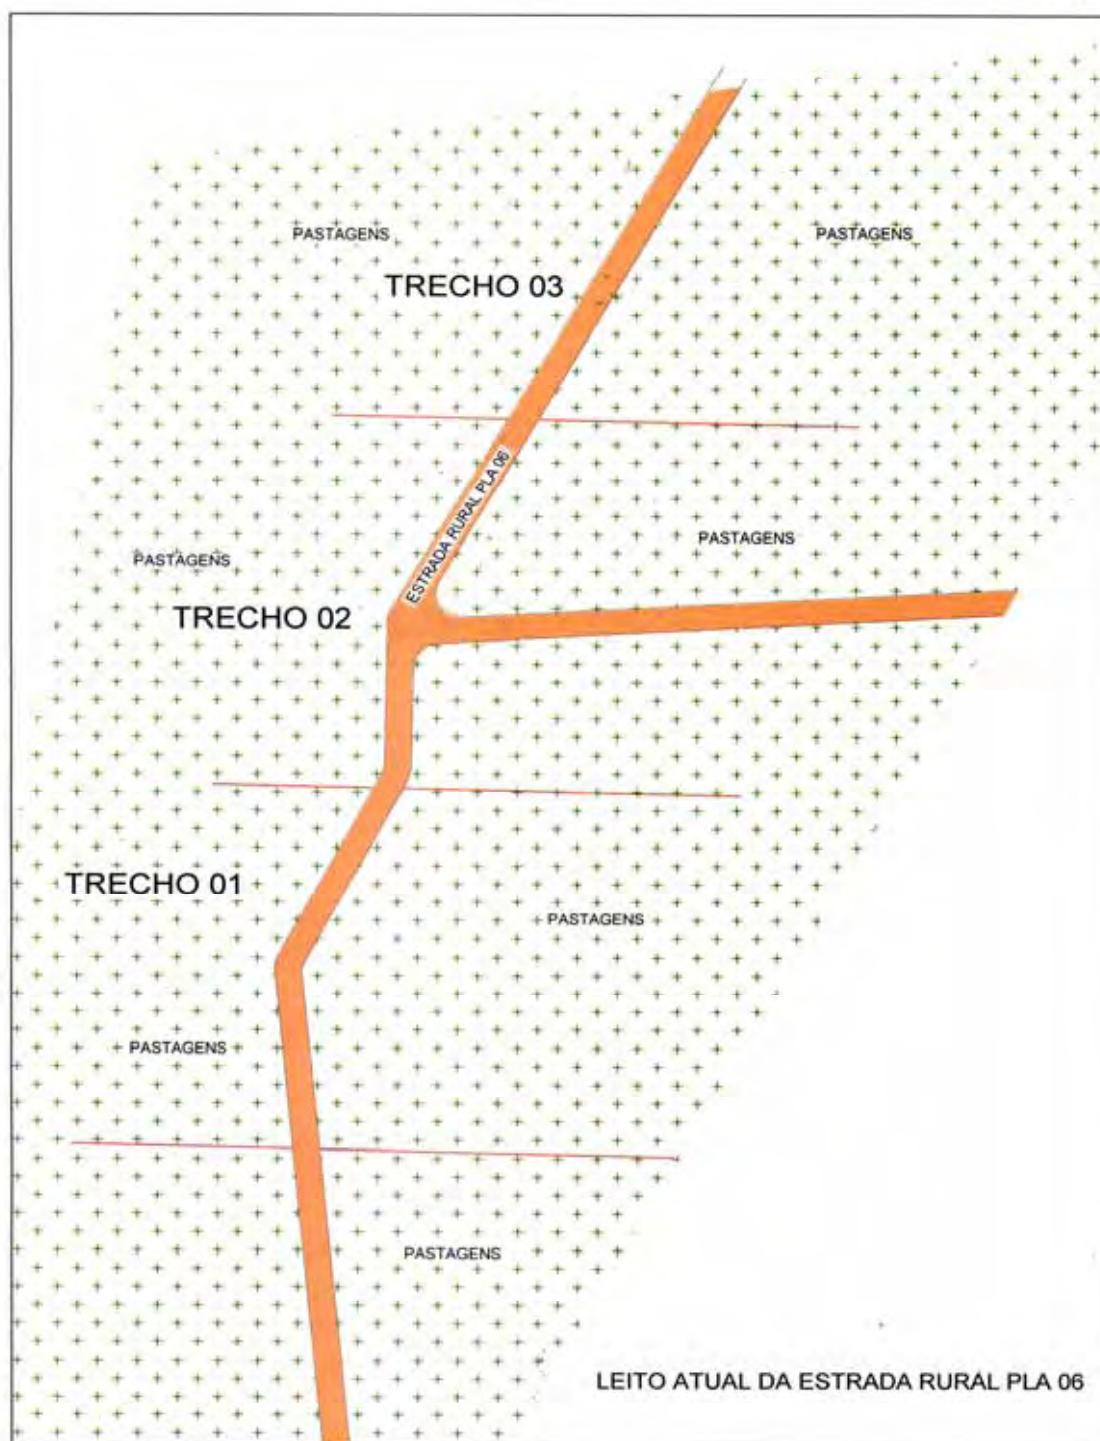 PASTAGENS
PASTAGENS
TRECHO 03
ESTRADA RURAL PLA 06
PASTAGENS
PASTAGENS
TRECHO 02
TRECHO 01
PASTAGENS
PASTAGENS
PASTAGENS
LEITO ATUAL DA ESTRADA RURAL PLA 06